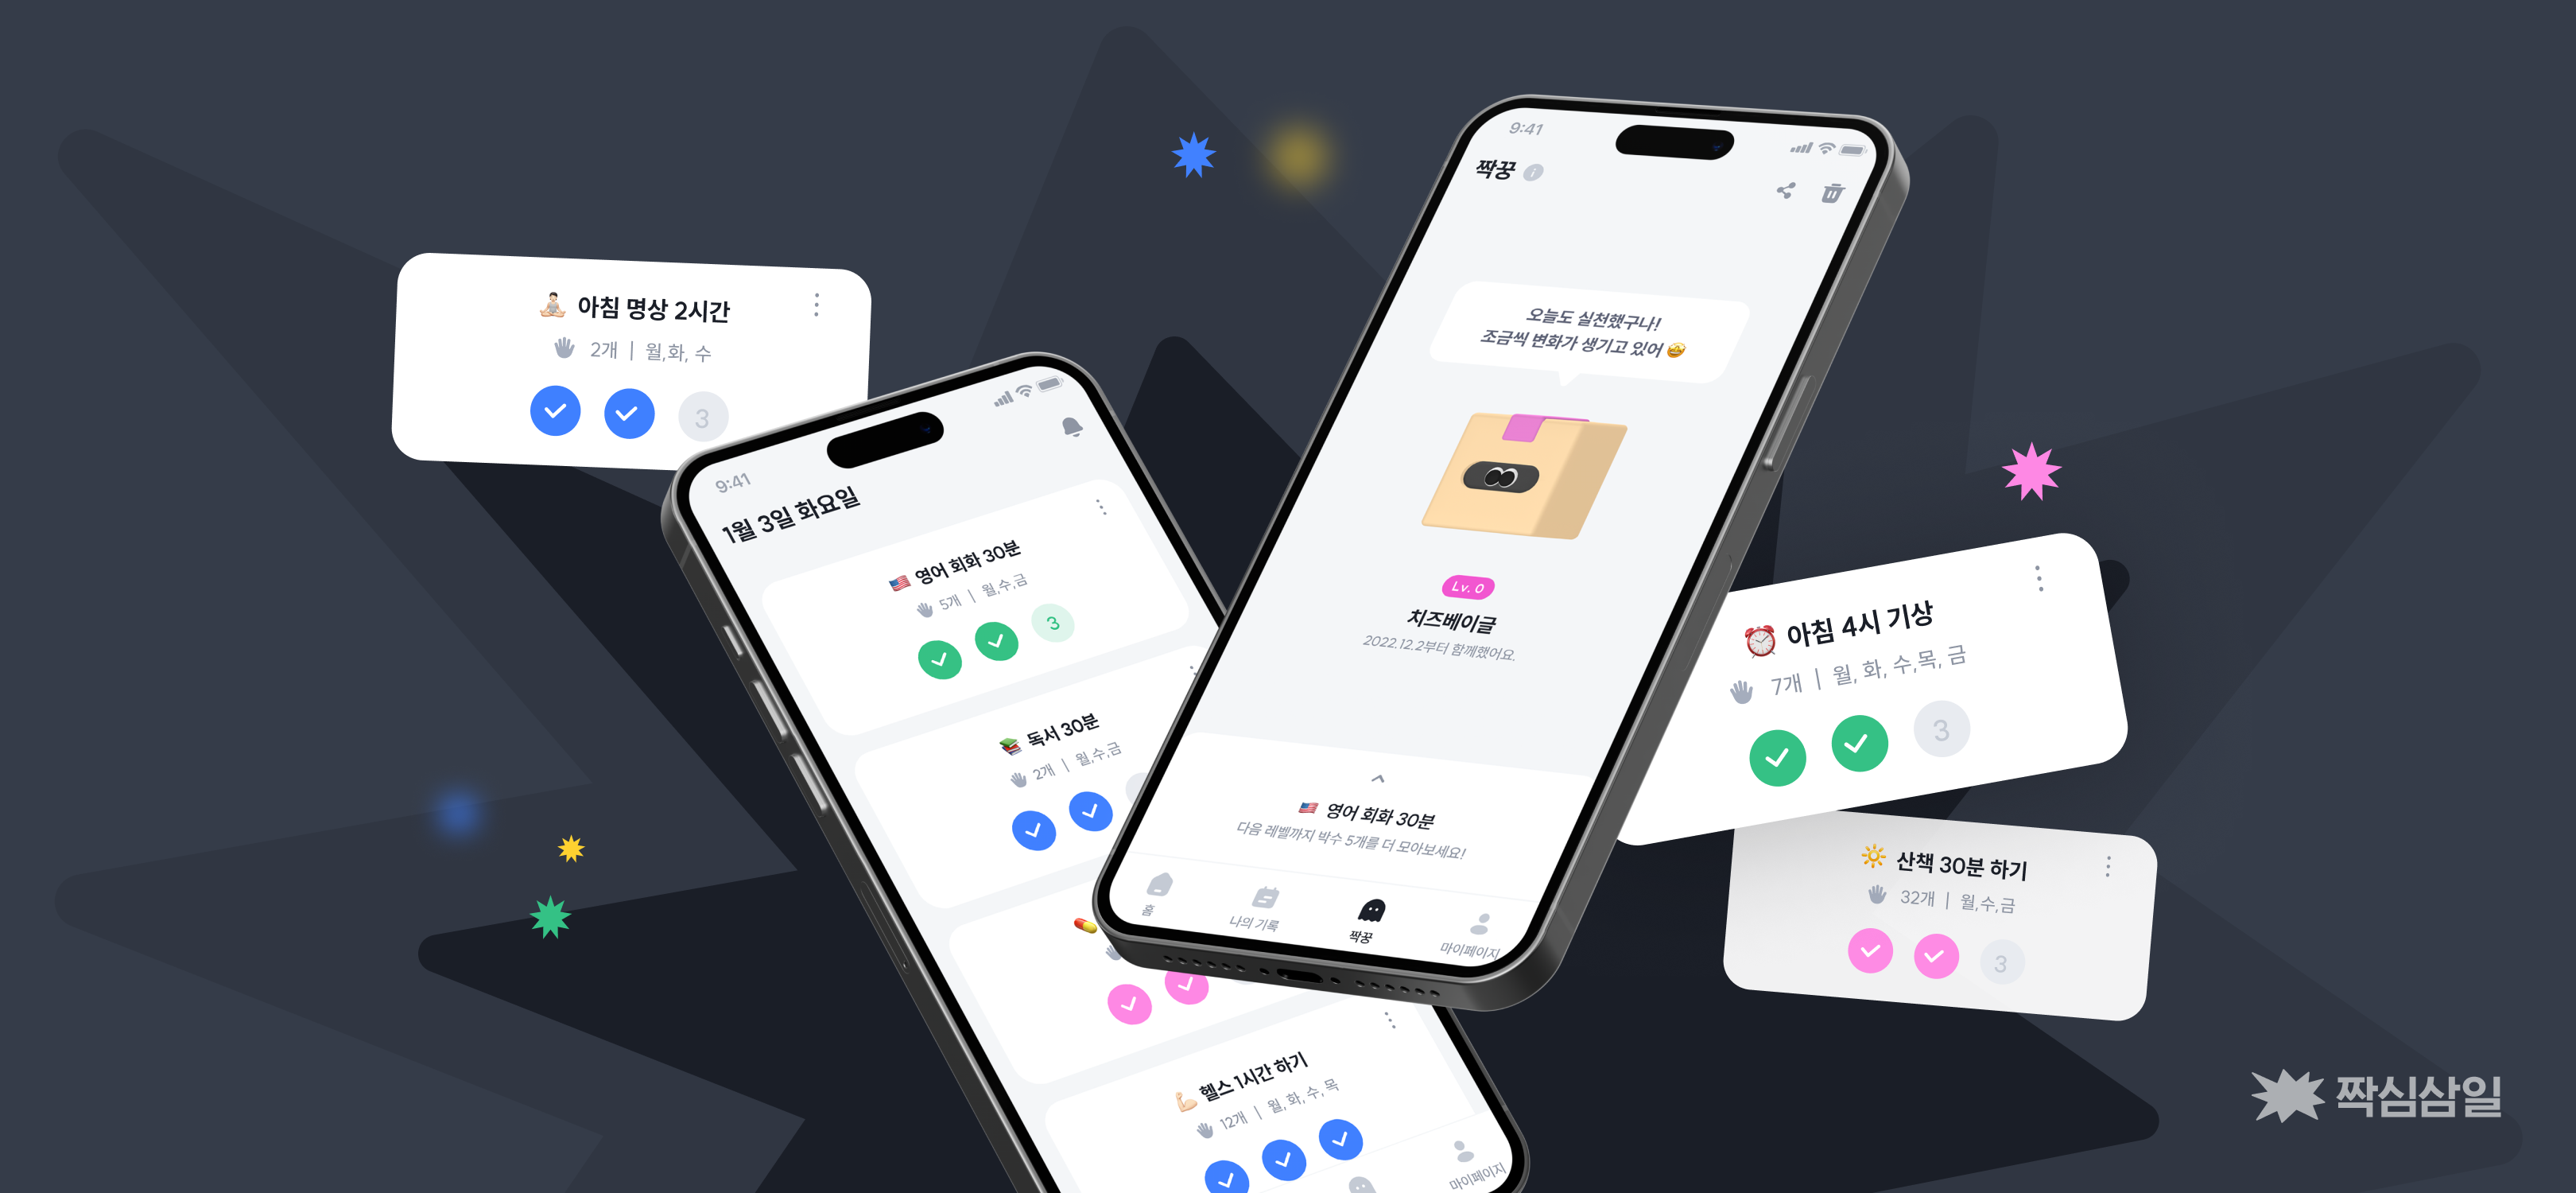 아침 명상 2시간
2개 | 월,화, 수
3
9:41
1월 3일 화요일
영어 회화 30분
5개 | 월,수,금
3
독서 30분
2개 | 월,수,금
헬스 1시간 하기
12개 | 월, 화, 수, 목
마이페이지
9:41
짝꿍
오늘도 실천했구나!
조금씩 변화가 생기고 있어 🤩
Lv. 0
치즈베이글
2022.12.2부터 함께했어요.
영어 회화 30분
다음 레벨까지 박수 5개를 더 모아보세요!
홈
나의 기록
짝꿍
마이페이지
아침 4시 기상
7개 | 월, 화, 수,목, 금
3
산책 30분 하기
32개 | 월,수,금
3
짝심삼일